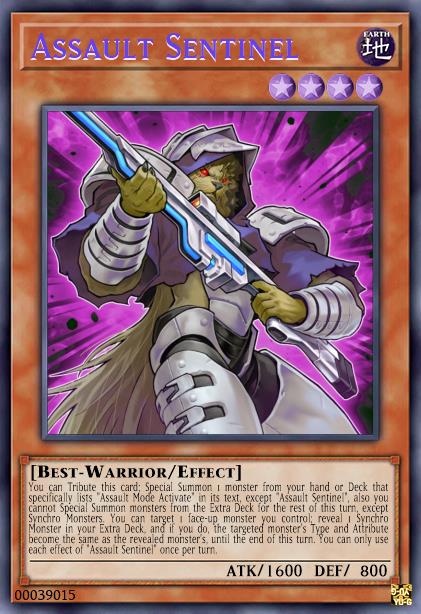 ASSAULT SENTINEL
EARTH
地
[BEST-WARRIOR/EFFECT]
You can Tribute this card; Special Summon 1 monster from your hand or Deck that
specifically lists "Assault Mode Activate" in its text, except "Assault Sentinel", also you
cannot Special Summon monsters from the Extra Deck for the rest of this turn, except
Synchro Monsters. You can target 1 face-up monster you control; reveal 1 Synchro
Monster in your Extra Deck, and if you do, the targeted monster's Type and Attribute
become the same as the revealed monster's, until the end of this turn. You can only use
each effect of "Assault Sentinel" once per turn.
ATK/1600 DEF/ 800
00039015